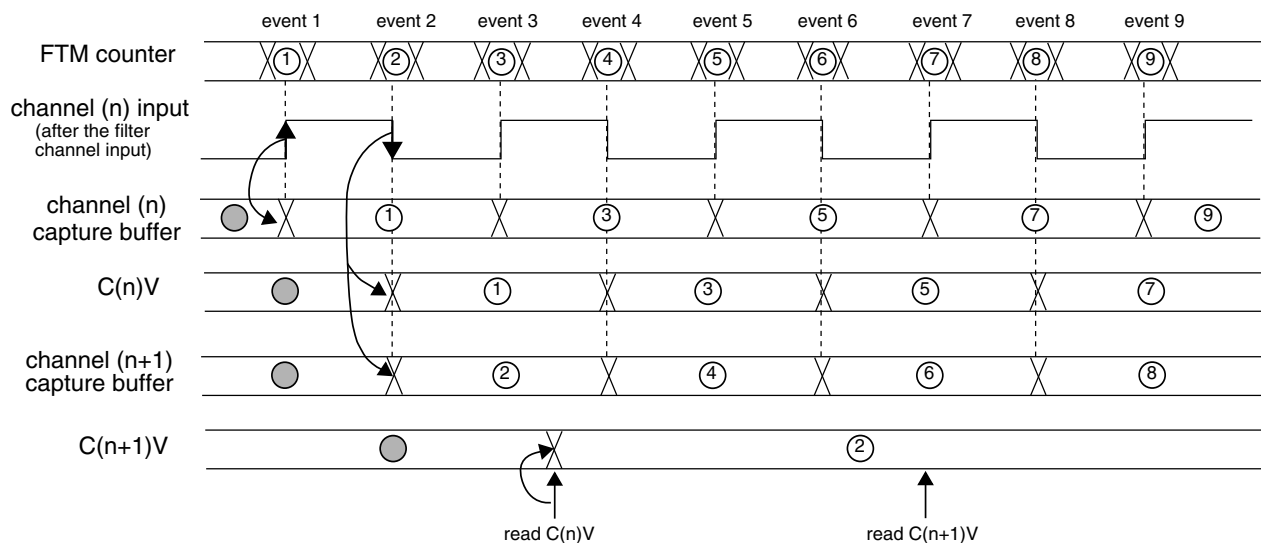 event 1 event 2 event 3 event 4 event 5 event 6 event 7 event 8 event 9
FTM counter
1 2 3 4 5 6 7 8 9
channel (n) input
(after the filter
channel input)
channel (n)
capture buffer
1 3 5 7 9
C(n)V
1 3 5 7
channel (n+1)
capture buffer
2 4 6 8
C(n+1)V
2
read C(n)V read C(n+1)V